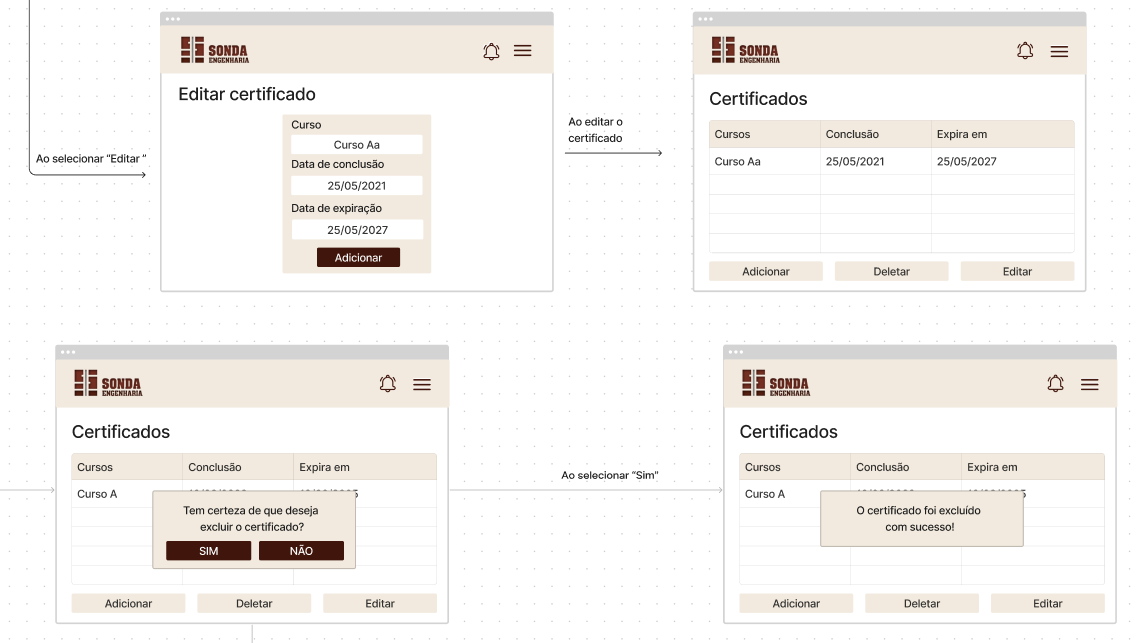 SONDA
ENGENHARIA
Editar certificado
Curso
Curso Aa
Data de conclusão
25/05/2021
Data de expiração
25/05/2027
Adicionar
Ao selecionar “Editar ”
Ao editar o
certificado
SONDA
ENGENHARIA
Certificados
Cursos Conclusão Expira em
Curso Aa 25/05/2021 25/05/2027
Adicionar Deletar Editar
SONDA
ENGENHARIA
Certificados
Cursos Conclusão Expira em
Curso A
Tem certeza de que deseja
excluir o certificado?
SIM NÃO
Adicionar Deletar Editar
Ao selecionar “Sim”
SONDA
ENGENHARIA
Certificados
Cursos Conclusão Expira em
Curso A
O certificado foi excluído
com sucesso!
Adicionar Deletar Editar